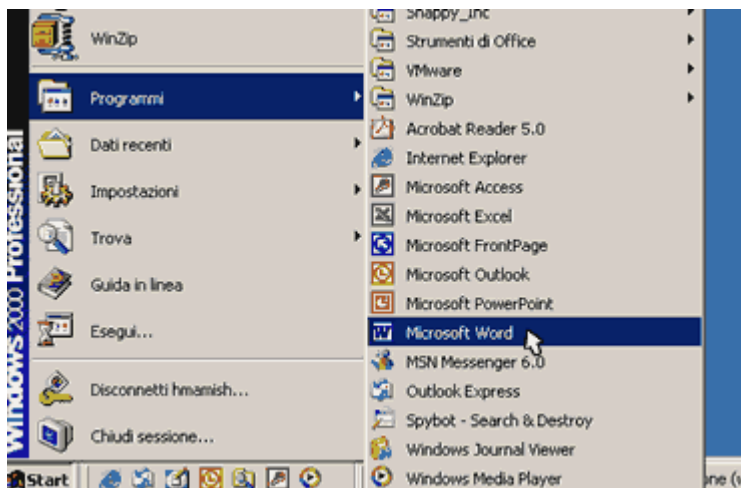 WinZip
Programmi
Dati recenti
Impostazioni
Trova
Guida in linea
Esegui...
Disconnetti hmamish...
Chiudi sessione...
Windows 2000 Professional
Snappy_Inc
Strumenti di Office
VMware
WinZip
Acrobat Reader 5.0
Internet Explorer
Microsoft Access
Microsoft Excel
Microsoft FrontPage
Microsoft Outlook
Microsoft PowerPoint
Microsoft Word
MSN Messenger 6.0
Outlook Express
Spybot - Search & Destroy
Windows Journal Viewer
Windows Media Player
Start